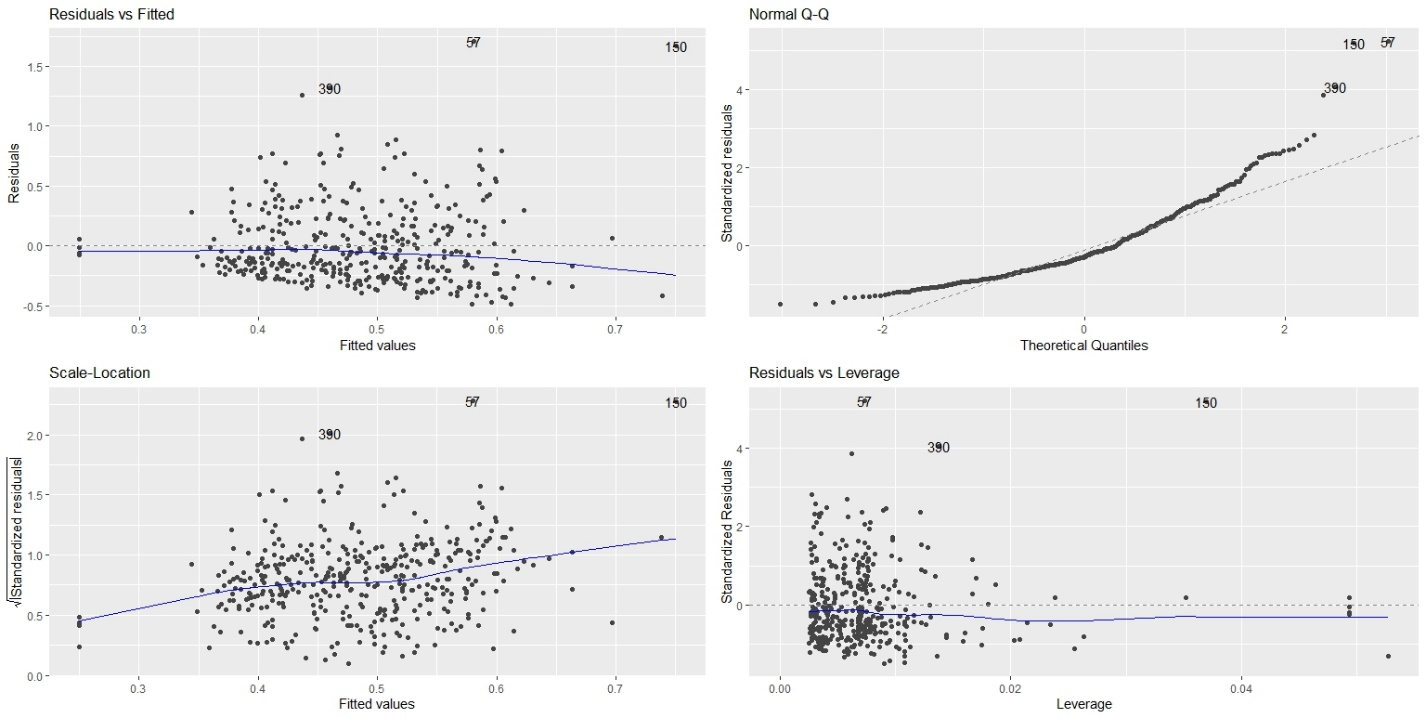 Residuals vs Fitted
57
150
390
1.5
1.0
0.5
0.0
-0.5
Residuals
0.3 0.4 0.5 0.6 0.7
Fitted values
Normal Q-Q
150 57
390
4
2
0
Standardized residuals
-2 0 2
Theoretical Quantiles
Scale-Location
57
150
390
2.0
1.5
1.0
0.5
0.0
√|Standardized residuals|
0.3 0.4 0.5 0.6 0.7
Fitted values
Residuals vs Leverage
57 150
390
4
2
0
Standardized Residuals
0.00 0.02 0.04
Leverage